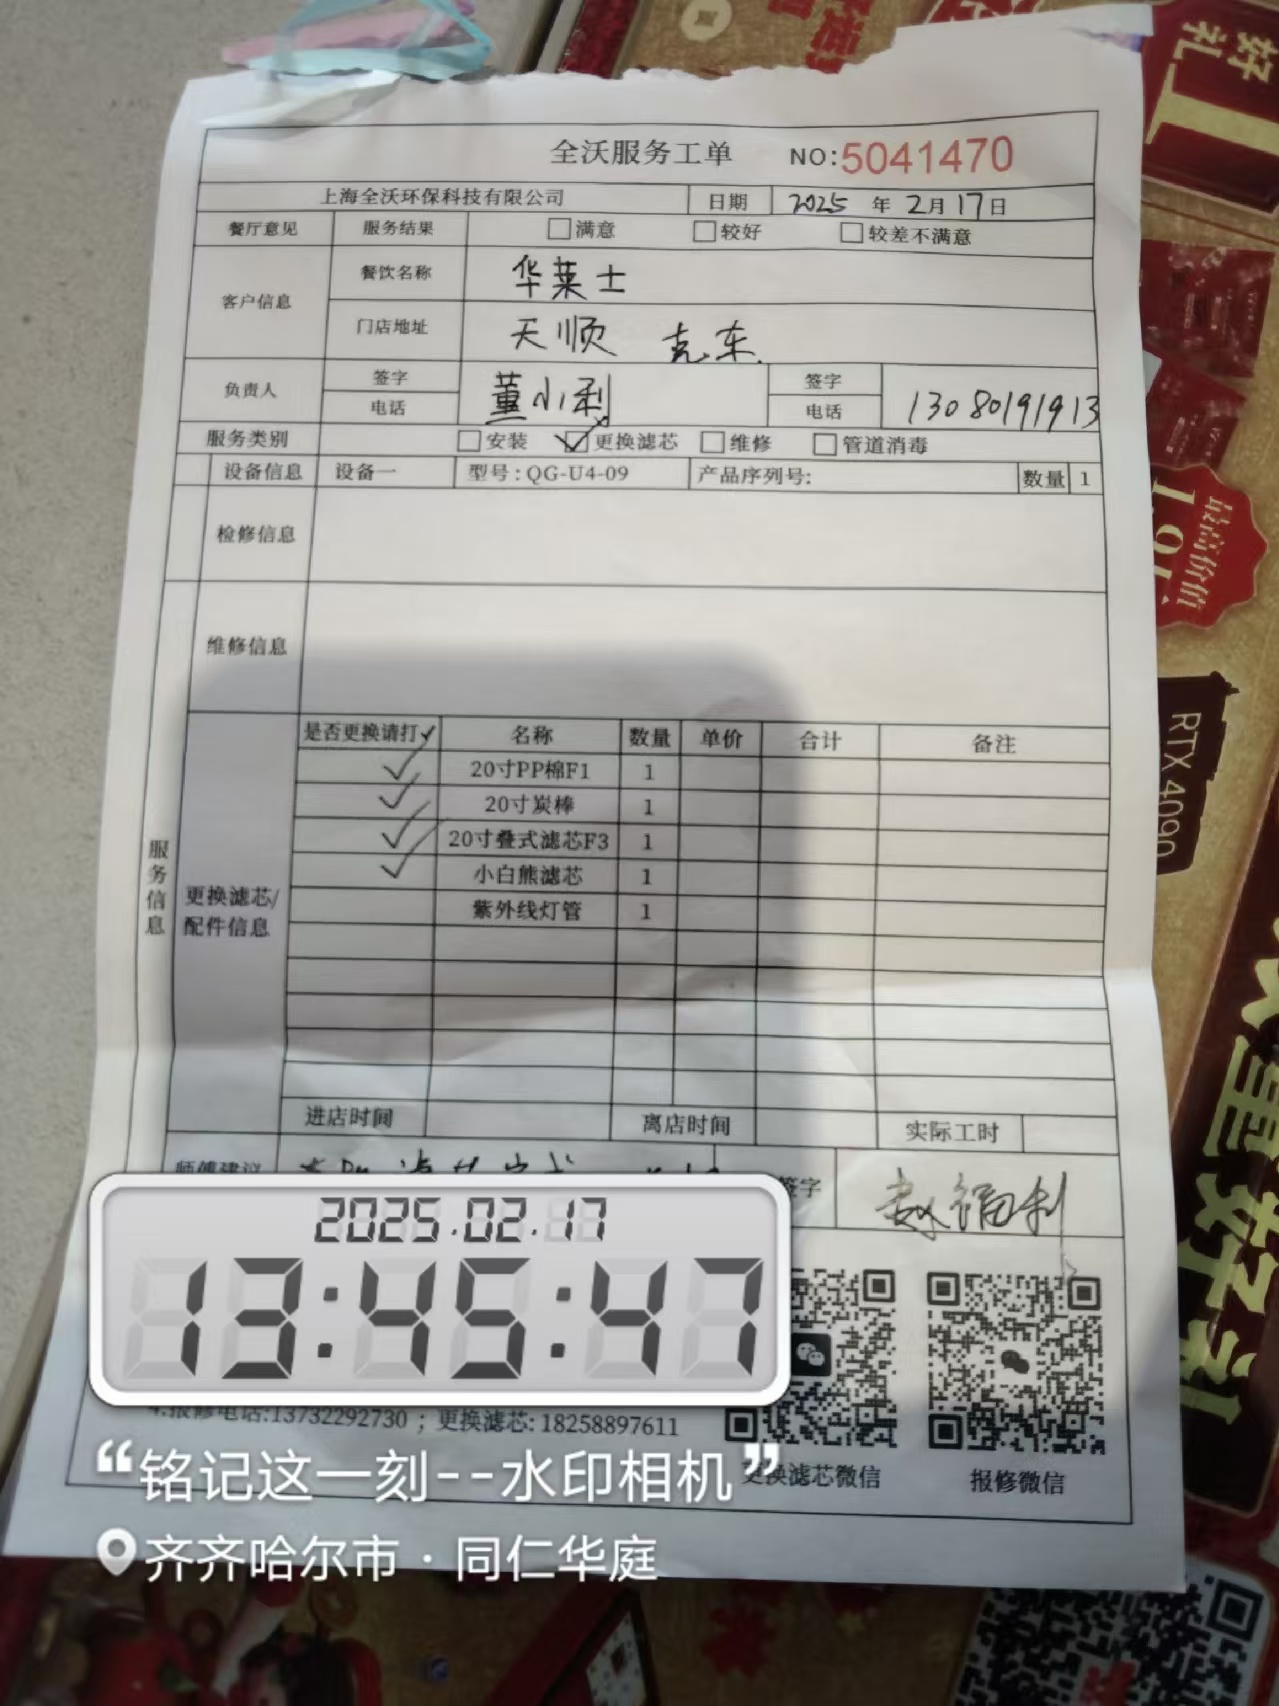 全沃服务工单 NO:5041470
上海全沃环保科技有限公司 日期 2025 年 2月 17日
餐厅意见 服务结果 满意 较好 较差不满意
客户信息 餐饮名称 华莱士
门店地址 天顺 克东
负责人 签字 董小利 签字
电话 电话 13080191913
服务类别 安装 更换滤芯 维修 管道消毒
设备信息 设备一 型号:QG-U4-09 产品序列号: 数量 1
检修信息
维修信息
服务信息
更换滤芯/
配件信息
是否更换请打✓ 名称 数量 单价 合计 备注
✓ 20寸PP棉F1 1
✓ 20寸炭棒 1
✓ 20寸叠式滤芯F3 1
✓ 小白熊滤芯 1
紫外线灯管 1
进店时间 离店时间 实际工时
师傅建议 签字
2025.02.17
13:45:47
4.报修电话:13732292730 ; 更换滤芯: 18258897611
更换滤芯微信 报修微信
“铭记这一刻--水印相机”
齐齐哈尔市·同仁华庭
好礼
最高价值
RTX 4090